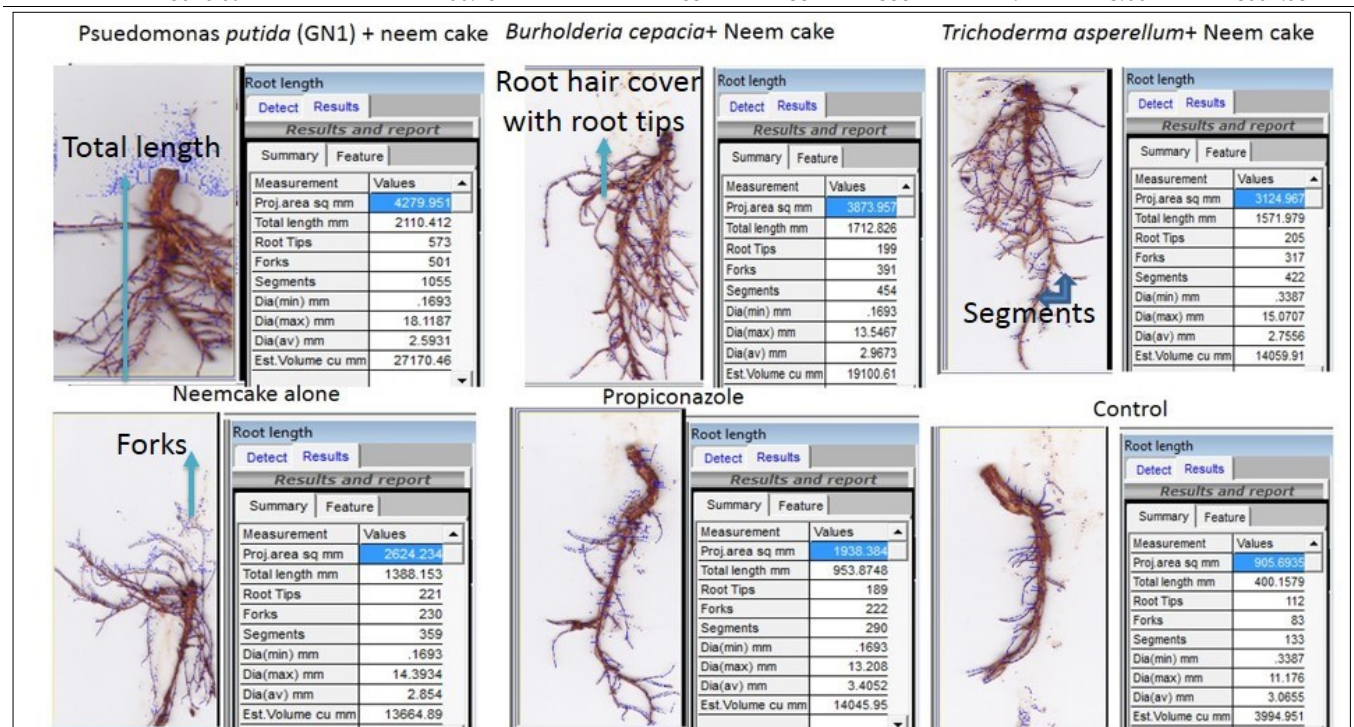 Psuedomonas putida (GN1) + neem cake
Total length
Root length
Detect Results
Results and report
Summary Feature
Measurement Values
Proj.area sq mm 4279.951
Total length mm 2110.412
Root Tips 573
Forks 501
Segments 1055
Dia(min) mm .1693
Dia(max) mm 18.1187
Dia(av) mm 2.5931
Est.Volume cu mm 27170.46
Burholderia cepacia+ Neem cake
Root hair cover
with root tips
Root length
Detect Results
Results and report
Summary Feature
Measurement Values
Proj.area sq mm 3873.957
Total length mm 1712.826
Root Tips 199
Forks 391
Segments 454
Dia(min) mm .1693
Dia(max) mm 13.5467
Dia(av) mm 2.9673
Est.Volume cu mm 19100.61
Trichoderma asperellum+ Neem cake
Segments
Root length
Detect Results
Results and report
Summary Feature
Measurement Values
Proj.area sq mm 3124.967
Total length mm 1571.979
Root Tips 205
Forks 317
Segments 422
Dia(min) mm .3387
Dia(max) mm 15.0707
Dia(av) mm 2.7556
Est.Volume cu mm 14059.91
Neemcake alone
Forks
Root length
Detect Results
Results and report
Summary Feature
Measurement Values
Proj.area sq mm 2624.234
Total length mm 1388.153
Root Tips 221
Forks 230
Segments 359
Dia(min) mm .1693
Dia(max) mm 14.3934
Dia(av) mm 2.854
Est.Volume cu mm 13664.89
Propiconazole
Root length
Detect Results
Results and report
Summary Feature
Measurement Values
Proj.area sq mm 1938.384
Total length mm 953.8748
Root Tips 189
Forks 222
Segments 290
Dia(min) mm .1693
Dia(max) mm 13.208
Dia(av) mm 3.4052
Est.Volume cu mm 14045.95
Control
Root length
Detect Results
Results and report
Summary Feature
Measurement Values
Proj.area sq mm 905.6935
Total length mm 400.1579
Root Tips 112
Forks 83
Segments 133
Dia(min) mm .3387
Dia(max) mm 11.176
Dia(av) mm 3.0655
Est.Volume cu mm 3994.951